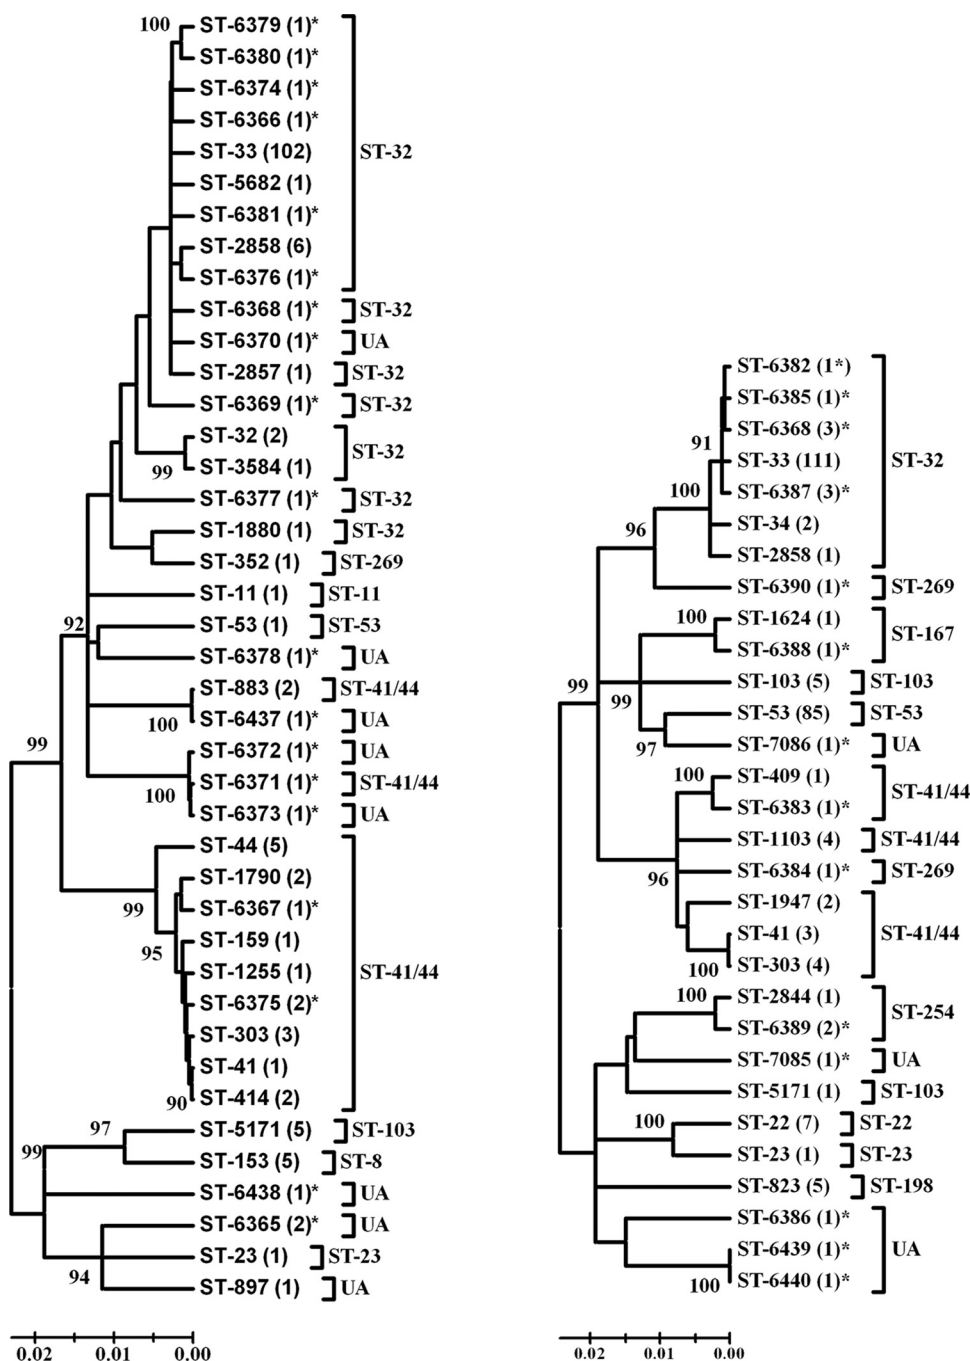 100
ST-6379 (1)*
ST-6380 (1)*
ST-6374 (1)*
ST-6366 (1)*
ST-33 (102)
ST-32
ST-5682 (1)
ST-6381 (1)*
ST-2858 (6)
ST-6376 (1)*
ST-6368 (1)* ST-32
ST-6370 (1)* UA
ST-2857 (1) ST-32
ST-6369 (1)* ST-32
ST-32 (2)
ST-32
99
ST-3584 (1)
ST-6377 (1)* ST-32
ST-1880 (1) ST-32
ST-352 (1) ST-269
ST-11 (1) ST-11
92
ST-53 (1) ST-53
ST-6378 (1)* UA
ST-883 (2) ST-41/44
100
ST-6437 (1)* UA
99
ST-6372 (1)* UA
ST-6371 (1)* ST-41/44
100
ST-6373 (1)* UA
ST-44 (5)
ST-1790 (2)
99
ST-6367 (1)*
95
ST-159 (1)
ST-1255 (1)
ST-41/44
ST-6375 (2)*
ST-303 (3)
ST-41 (1)
90
ST-414 (2)
97
ST-5171 (5) ST-103
99
ST-153 (5) ST-8
ST-6438 (1)* UA
ST-6365 (2)* UA
ST-23 (1) ST-23
94
ST-897 (1) UA
0.02 0.01 0.00
ST-6382 (1*)
ST-6385 (1)*
ST-6368 (3)*
91
ST-33 (111)
ST-32
100
ST-6387 (3)*
ST-34 (2)
96
ST-2858 (1)
ST-6390 (1)* ST-269
100
ST-1624 (1)
ST-167
ST-6388 (1)*
99
ST-103 (5) ST-103
99
ST-53 (85) ST-53
97
ST-7086 (1)* UA
100
ST-409 (1)
ST-41/44
ST-6383 (1)*
ST-1103 (4) ST-41/44
96
ST-6384 (1)* ST-269
ST-1947 (2)
ST-41 (3)
ST-41/44
100
ST-303 (4)
100
ST-2844 (1)
ST-254
ST-6389 (2)*
ST-7085 (1)* UA
ST-5171 (1) ST-103
100
ST-22 (7) ST-22
ST-23 (1) ST-23
ST-823 (5) ST-198
ST-6386 (1)*
ST-6439 (1)*
UA
100
ST-6440 (1)*
0.02 0.01 0.00